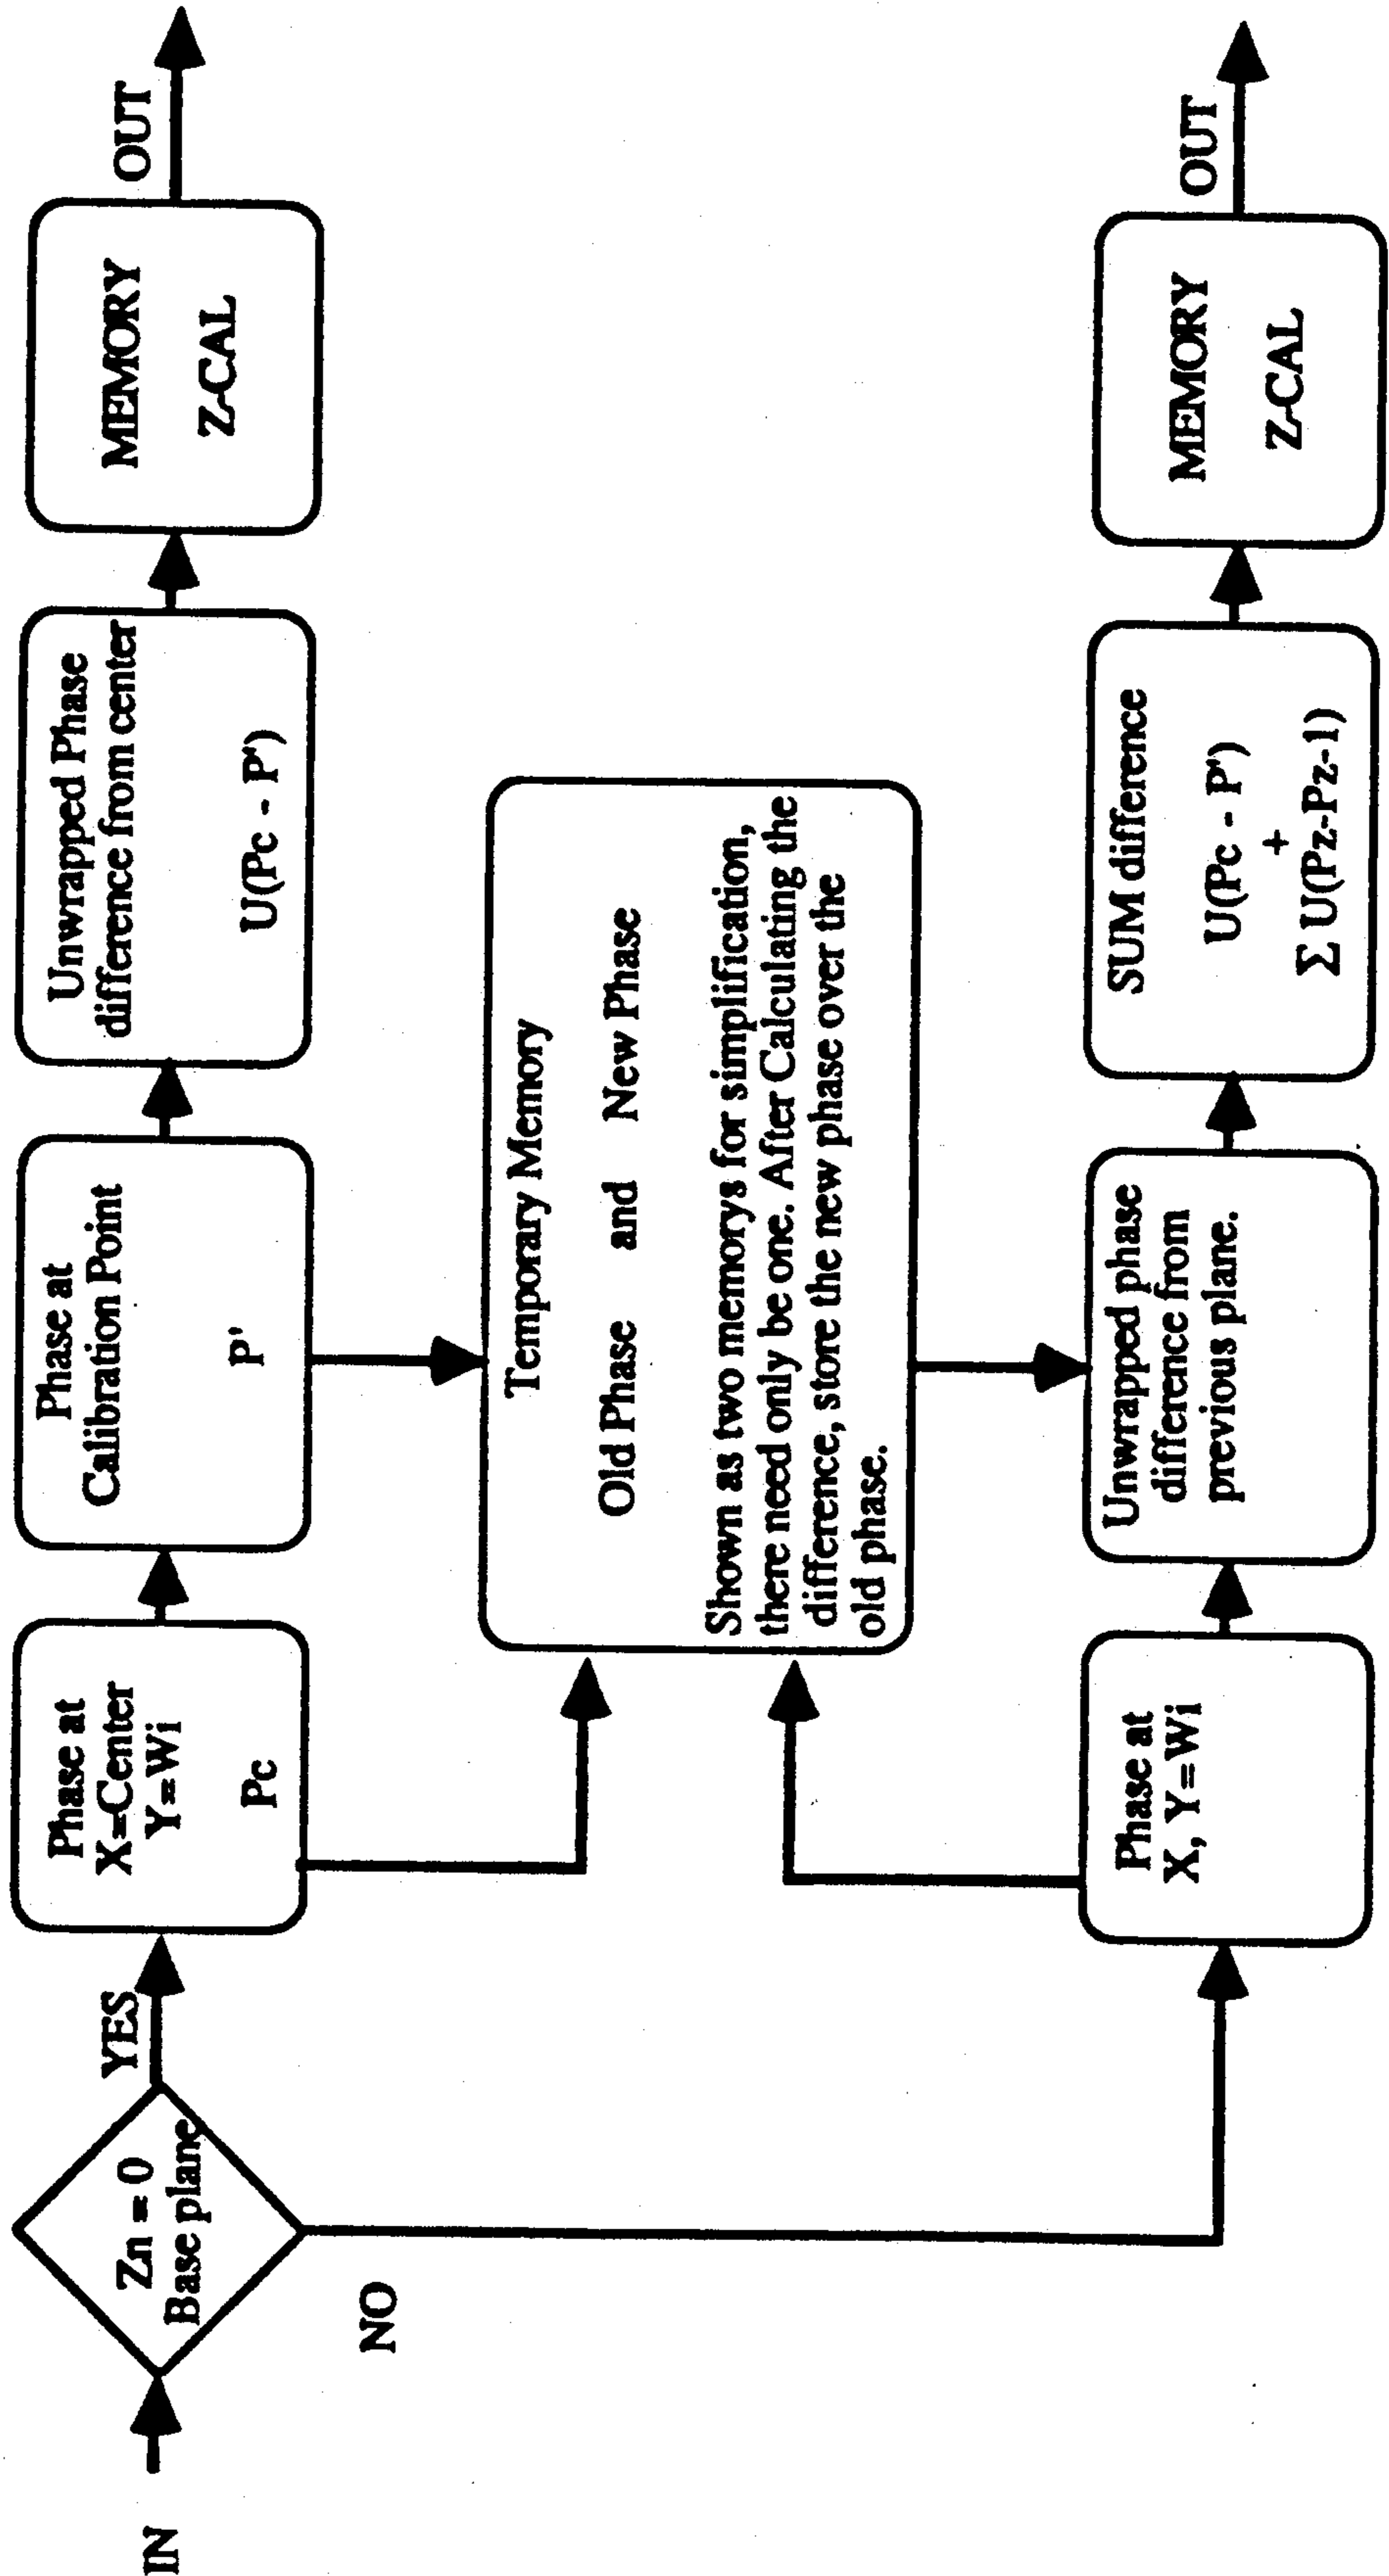 IN
Zn = 0
Base plane
YES
NO
Phase at
X=Center
Y=Wi
Pc
Phase at
Calibration Point
P'
Unwrapped Phase
difference from center
U(Pc - P')
MEMORY
Z-CAL
OUT
Temporary Memory
Old Phase and New Phase
Shown as two memorys for simplification,
there need only be one. After Calculating the
difference, store the new phase over the
old phase.
Phase at
X, Y=Wi
Unwrapped phase
difference from
previous plane.
SUM difference
U(Pc - P')
+
Σ U(Pz-Pz-1)
MEMORY
Z-CAL
OUT